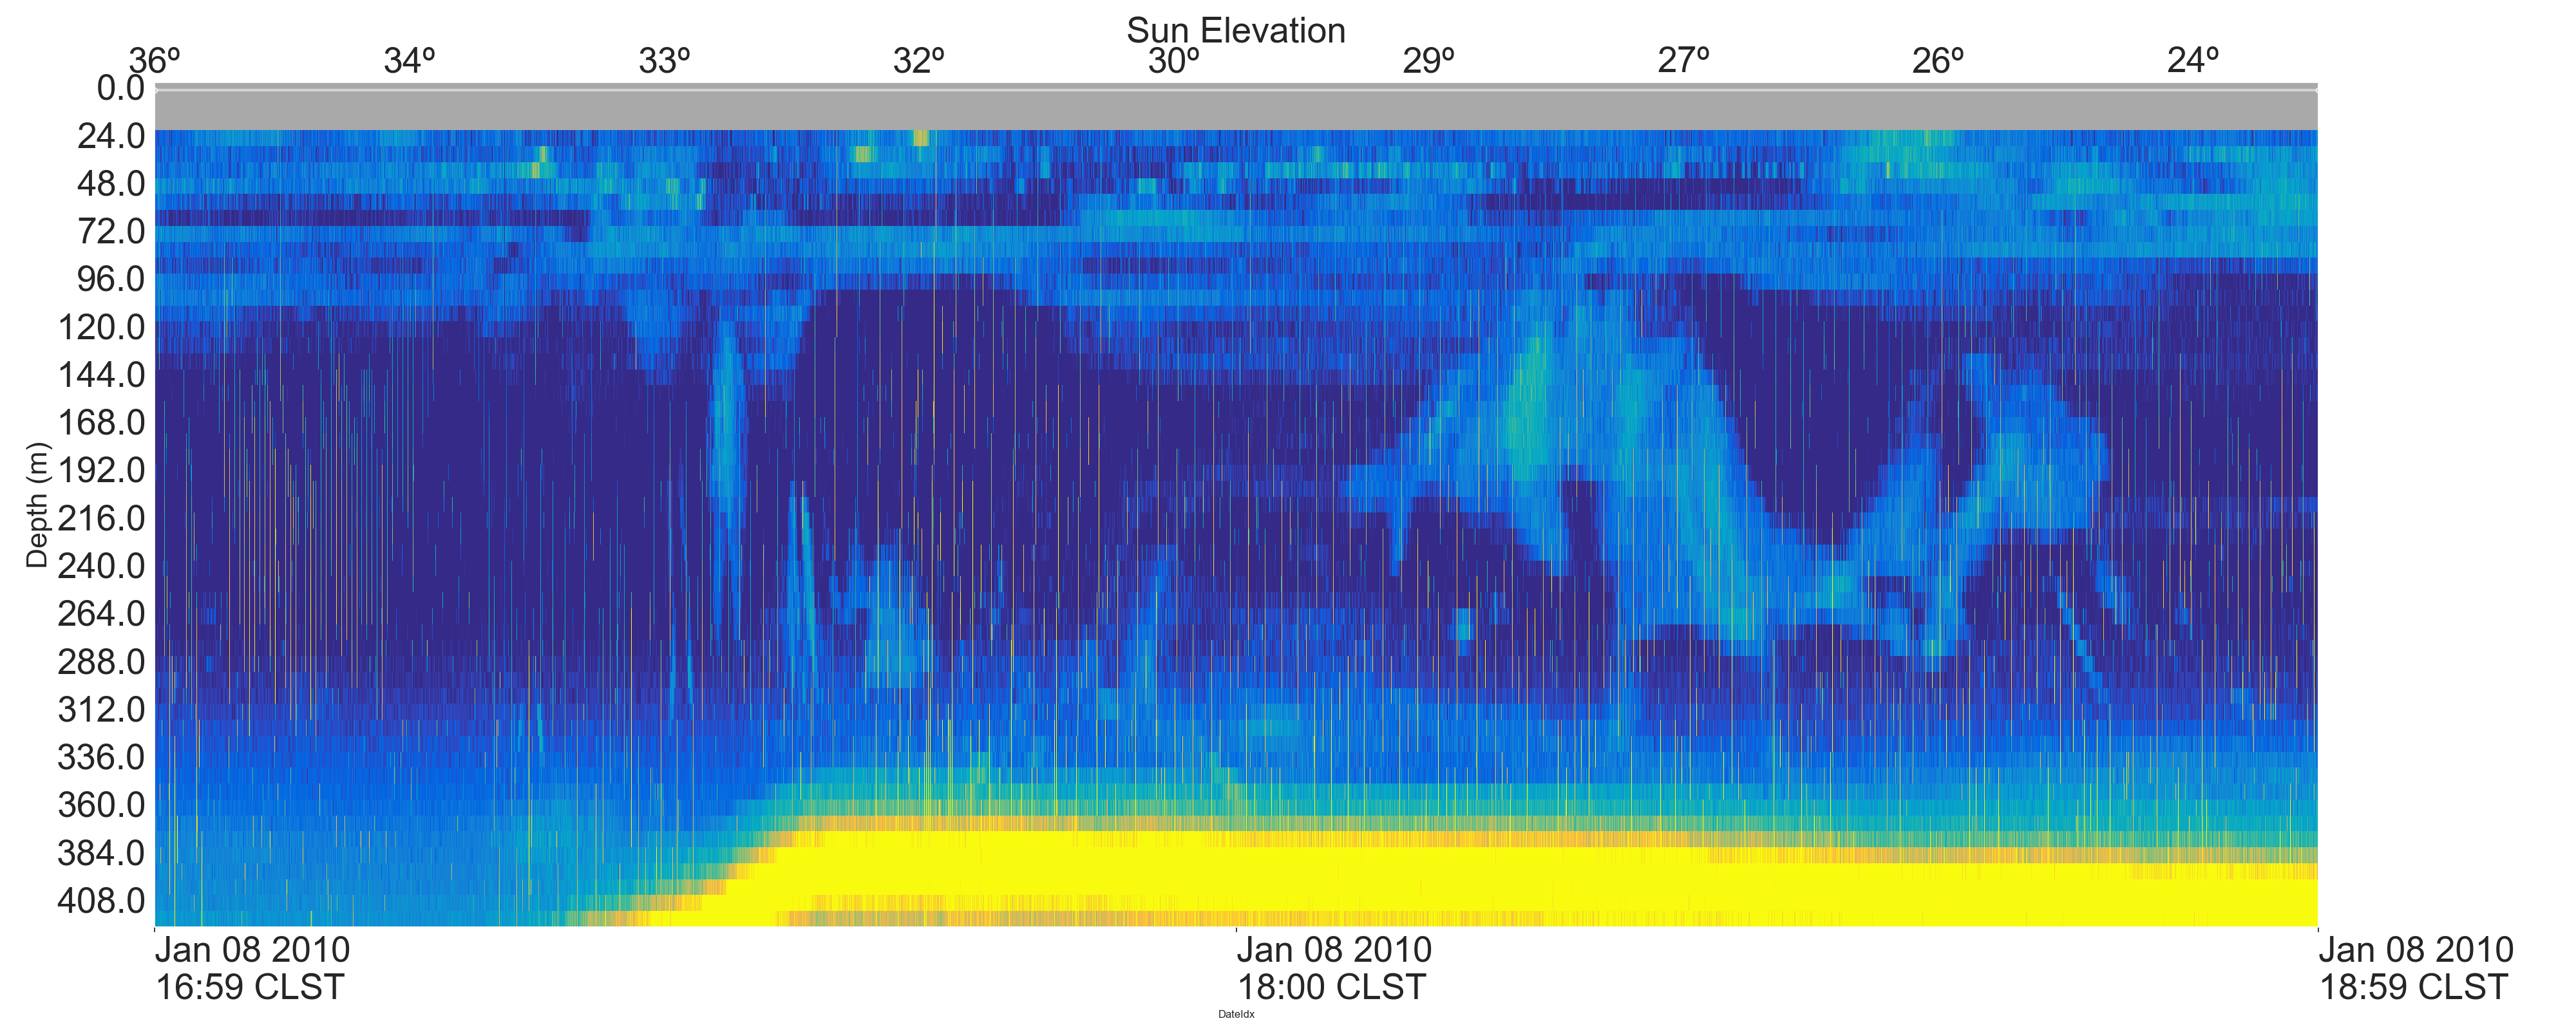 Sun Elevation
36º 34º 33º 32º 30º 29º 27º 26º 24º
0.0
24.0
48.0
72.0
96.0
120.0
144.0
168.0
192.0
216.0
240.0
264.0
288.0
312.0
336.0
360.0
384.0
408.0
Depth (m)
Jan 08 2010
16:59 CLST
Jan 08 2010
18:00 CLST
Jan 08 2010
18:59 CLST
DateIdx